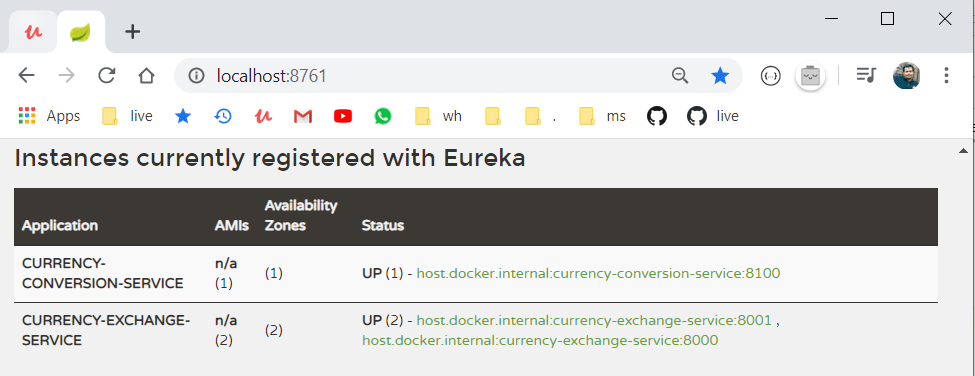 localhost:8761
Apps live wh . ms live
Instances currently registered with Eureka
Availability
Application AMIs Zones Status
CURRENCY- n/a
CONVERSION-SERVICE (1) (1) UP (1) - host.docker.internal:currency-conversion-service:8100
CURRENCY-EXCHANGE- n/a UP (2) - host.docker.internal:currency-exchange-service:8001 ,
SERVICE (2) (2) host.docker.internal:currency-exchange-service:8000